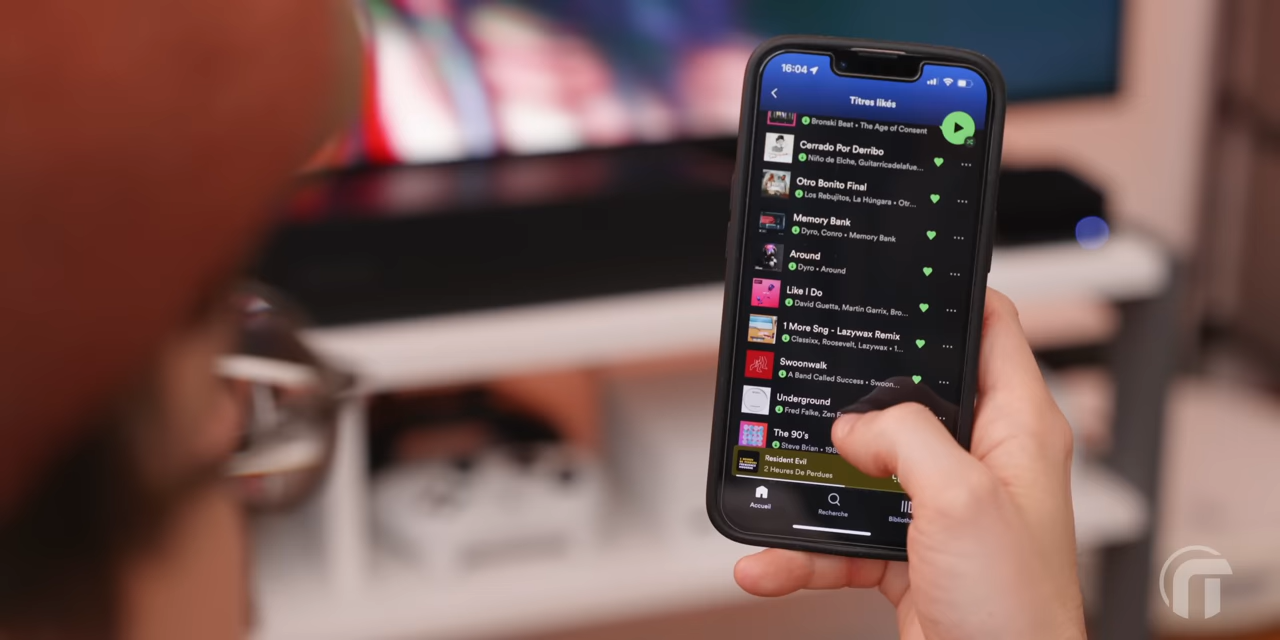 16:04
Titres likés
Bronski Beat • The Age of Consent
Cerrado Por Derribo
Niño de Elche, Guitarricadelafue...
Otro Bonito Final
Los Rebujitos, La Húngara • Otr...
Memory Bank
Dyro, Conro • Memory Bank
Around
Dyro • Around
Like I Do
David Guetta, Martin Garrix, Bro...
1 More Sng - Lazywax Remix
Classixx, Roosevelt, Lazywax • 1...
Swoonwalk
A Band Called Success • Swoon...
Underground
Fred Falke, Zen F
The 90's
Steve Brian • 198
Resident Evil
2 Heures De Perdues
Accueil
Recherche
Biblioth